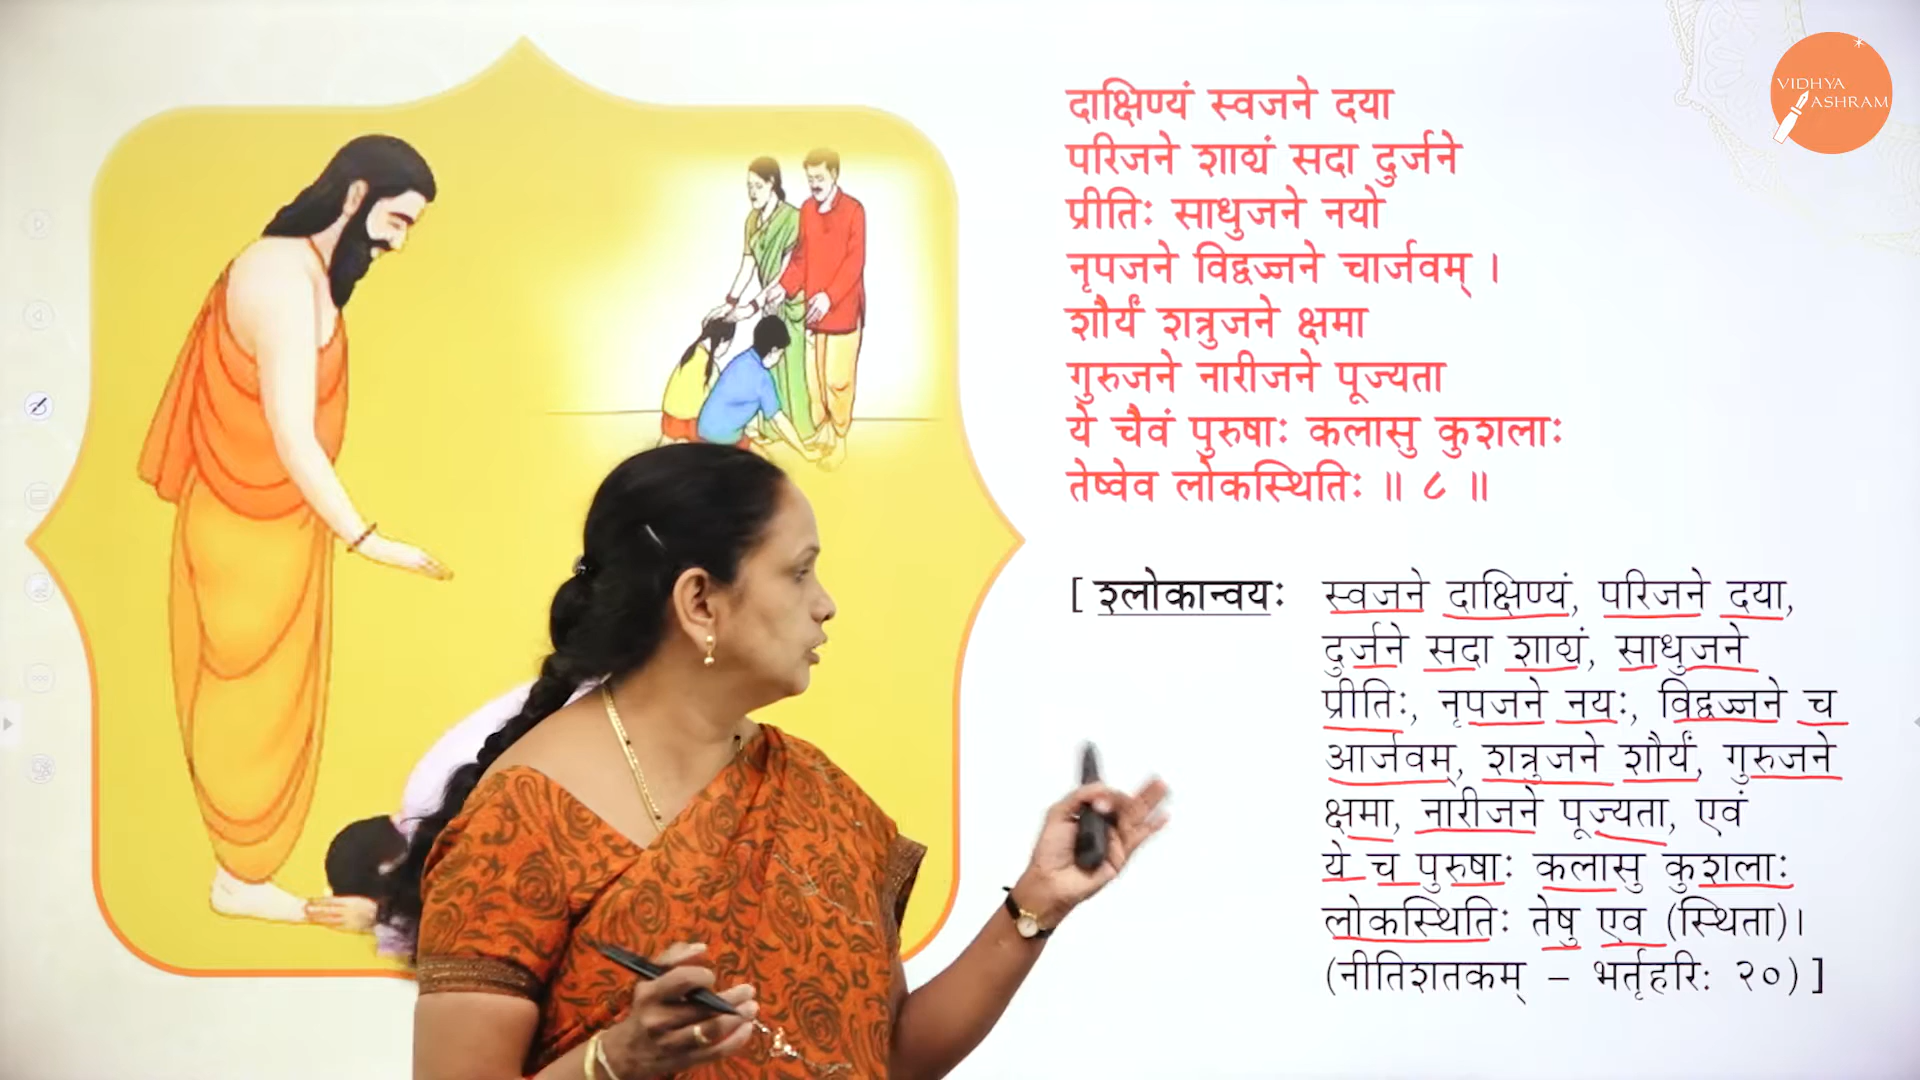 VIDHYA
ASHRAM
दाक्षिण्यं स्वजने दया
परिजने शाठ्यं सदा दुर्जने
प्रीतिः साधुजने नयो
नृपजने विद्वज्जने चार्जवम् ।
शौर्यं शत्रुजने क्षमा
गुरुजने नारीजने पूज्यता
ये चैवं पुरुषाः कलासु कुशलाः
तेष्वेव लोकस्थितिः ॥ ८ ॥
[ श्लोकान्वयः स्वजने दाक्षिण्यं, परिजने दया,
दुर्जने सदा शाठ्यं, साधुजने
प्रीतिः, नृपजने नयः, विद्वज्जने च
आर्जवम्, शत्रुजने शौर्यं, गुरुजने
क्षमा, नारीजने पूज्यता, एवं
ये च पुरुषाः कलासु कुशलाः
लोकस्थितिः तेषु एव (स्थिता)।
(नीतिशतकम् – भर्तृहरिः २०) ]